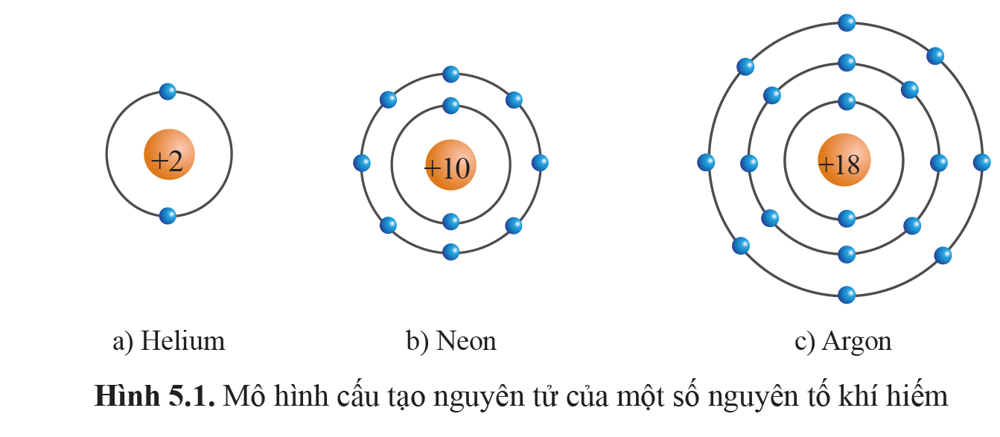 +2
+10
+18
a) Helium
b) Neon
c) Argon
Hình 5.1. Mô hình cấu tạo nguyên tử của một số nguyên tố khí hiếm